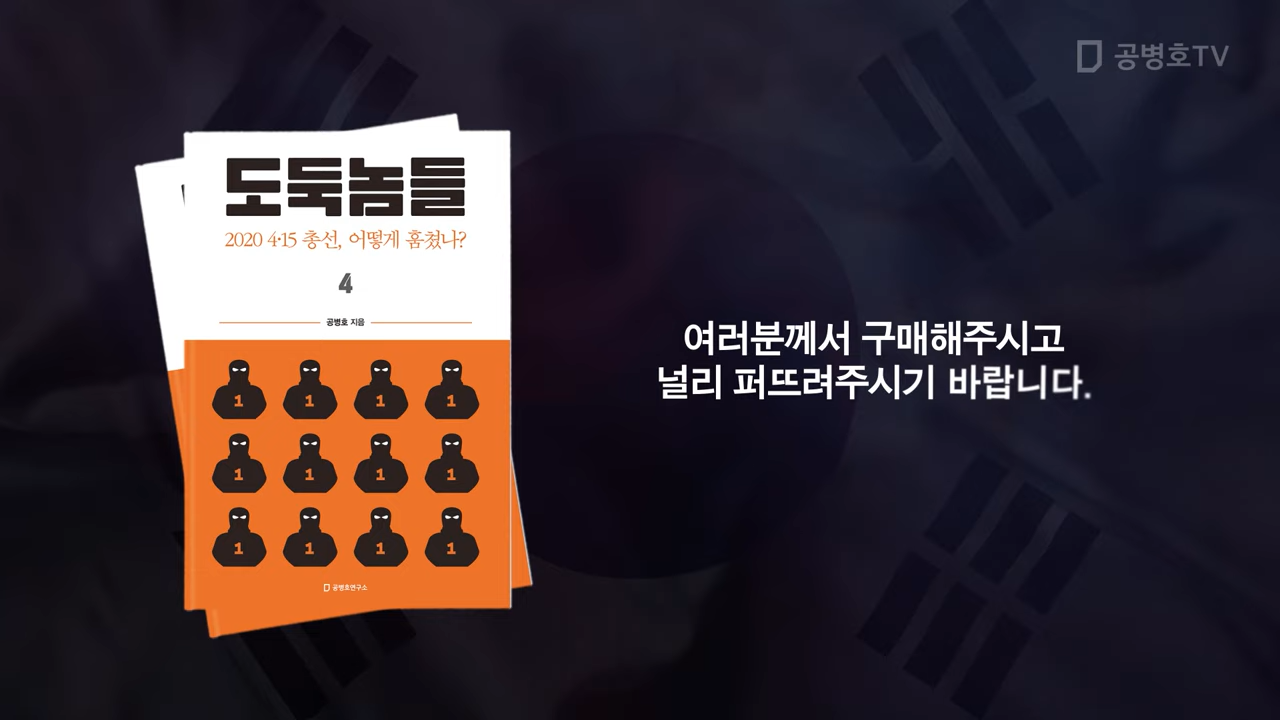 공병호TV
도둑놈들
2020 4·15 총선, 어떻게 훔쳤나?
4
공병호 지음
1 1 1 1
1 1 1 1
1 1 1 1
공병호연구소
여러분께서 구매해주시고
널리 퍼뜨려주시기 바랍니다.